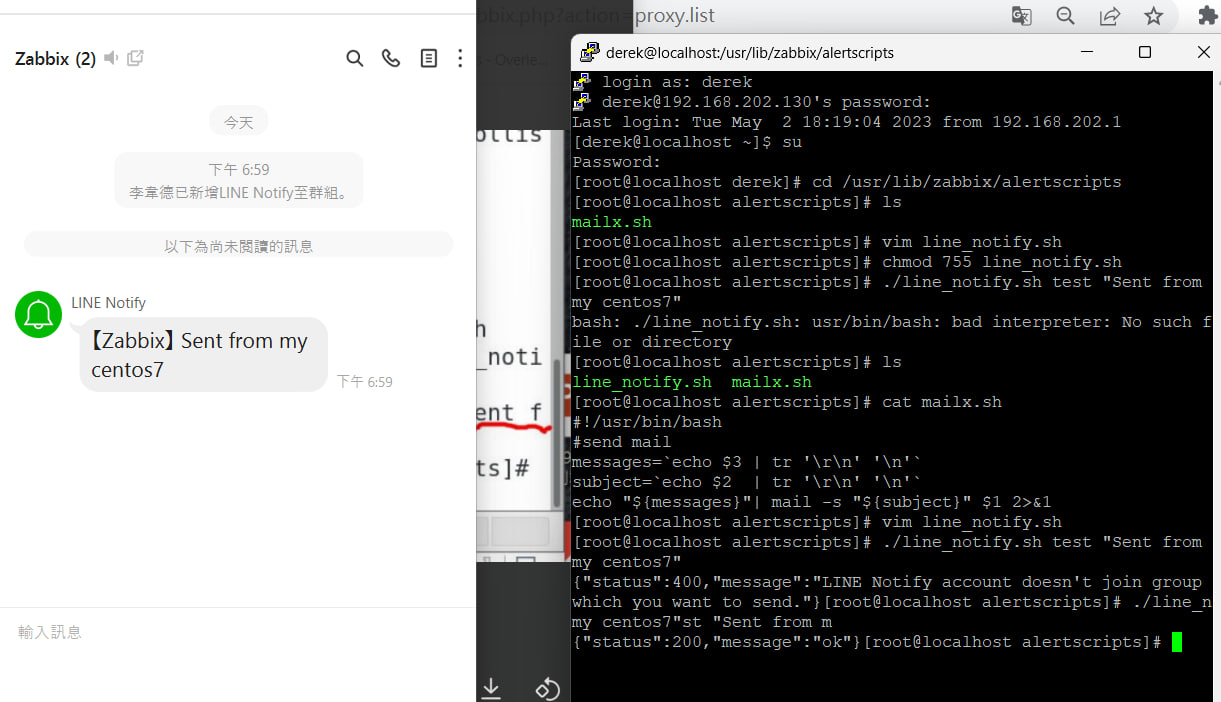 Zabbix (2)
今天
下午 6:59
李韋德已新增LINE Notify至群組。
以下為尚未閱讀的訊息
LINE Notify
【Zabbix】Sent from my
centos7
下午 6:59
輸入訊息
bbix.php?action=proxy.list
- Overle...
h
_noti
ent f
ts]#
derek@localhost:/usr/lib/zabbix/alertscripts
login as: derek
derek@192.168.202.130's password:
Last login: Tue May  2 18:19:04 2023 from 192.168.202.1
[derek@localhost ~]$ su
Password:
[root@localhost derek]# cd /usr/lib/zabbix/alertscripts
[root@localhost alertscripts]# ls
mailx.sh
[root@localhost alertscripts]# vim line_notify.sh
[root@localhost alertscripts]# chmod 755 line_notify.sh
[root@localhost alertscripts]# ./line_notify.sh test "Sent from
my centos7"
bash: ./line_notify.sh: usr/bin/bash: bad interpreter: No such f
ile or directory
[root@localhost alertscripts]# ls
line_notify.sh  mailx.sh
[root@localhost alertscripts]# cat mailx.sh
#!/usr/bin/bash
#send mail
messages=`echo $3 | tr '\r\n' '\n'`
subject=`echo $2  | tr '\r\n' '\n'`
echo "${messages}"| mail -s "${subject}" $1 2>&1
[root@localhost alertscripts]# vim line_notify.sh
[root@localhost alertscripts]# ./line_notify.sh test "Sent from
my centos7"
{"status":400,"message":"LINE Notify account doesn't join group
which you want to send."}[root@localhost alertscripts]# ./line_n
my centos7"st "Sent from m
{"status":200,"message":"ok"}[root@localhost alertscripts]#